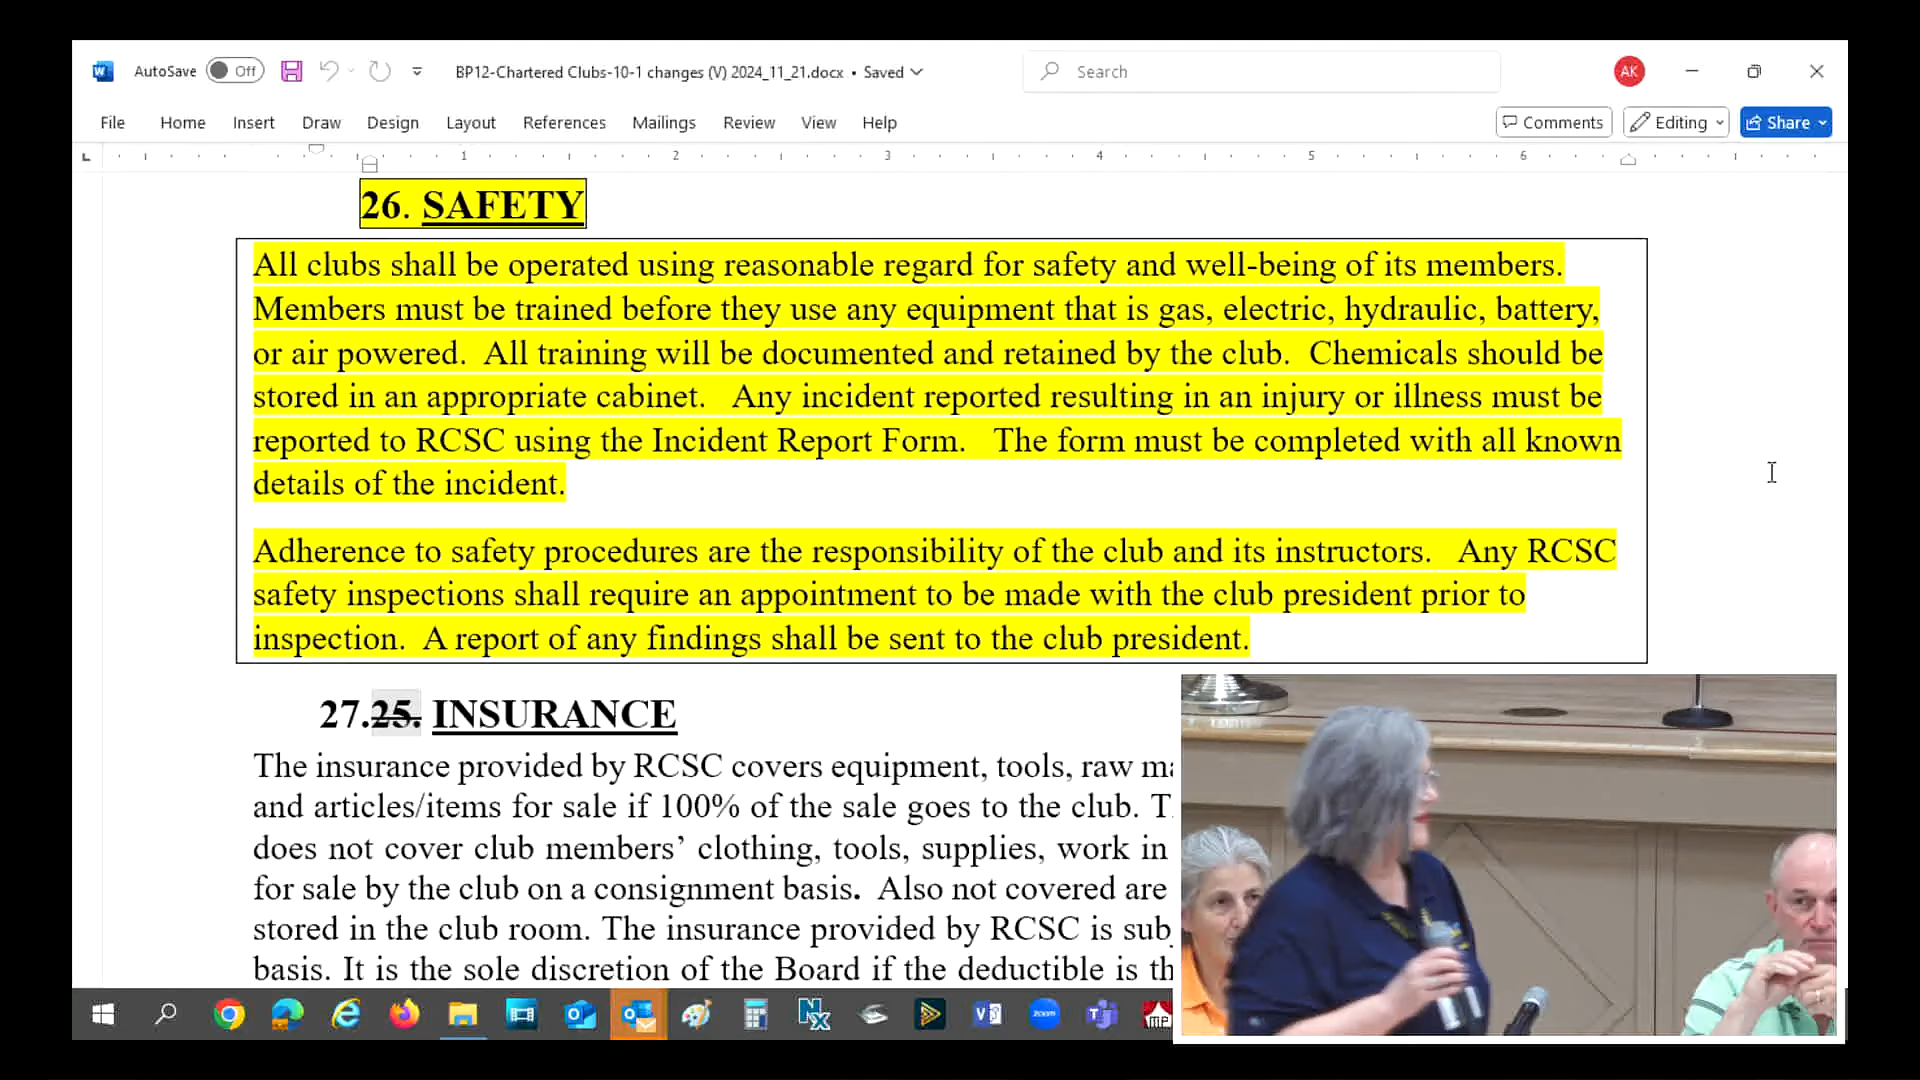 AutoSave Off BP12-Chartered Clubs-10-1 changes (V) 2024_11_21.docx • Saved Search AK
File Home Insert Draw Design Layout References Mailings Review View Help Comments Editing Share
1 2 3 4 5 6
26. SAFETY
All clubs shall be operated using reasonable regard for safety and well-being of its members.
Members must be trained before they use any equipment that is gas, electric, hydraulic, battery,
or air powered. All training will be documented and retained by the club. Chemicals should be
stored in an appropriate cabinet. Any incident reported resulting in an injury or illness must be
reported to RCSC using the Incident Report Form. The form must be completed with all known
details of the incident.
Adherence to safety procedures are the responsibility of the club and its instructors. Any RCSC
safety inspections shall require an appointment to be made with the club president prior to
inspection. A report of any findings shall be sent to the club president.
27.25. INSURANCE
The insurance provided by RCSC covers equipment, tools, raw ma
and articles/items for sale if 100% of the sale goes to the club. T
does not cover club members’ clothing, tools, supplies, work in
for sale by the club on a consignment basis. Also not covered are
stored in the club room. The insurance provided by RCSC is sub
basis. It is the sole discretion of the Board if the deductible is th
zoom MP